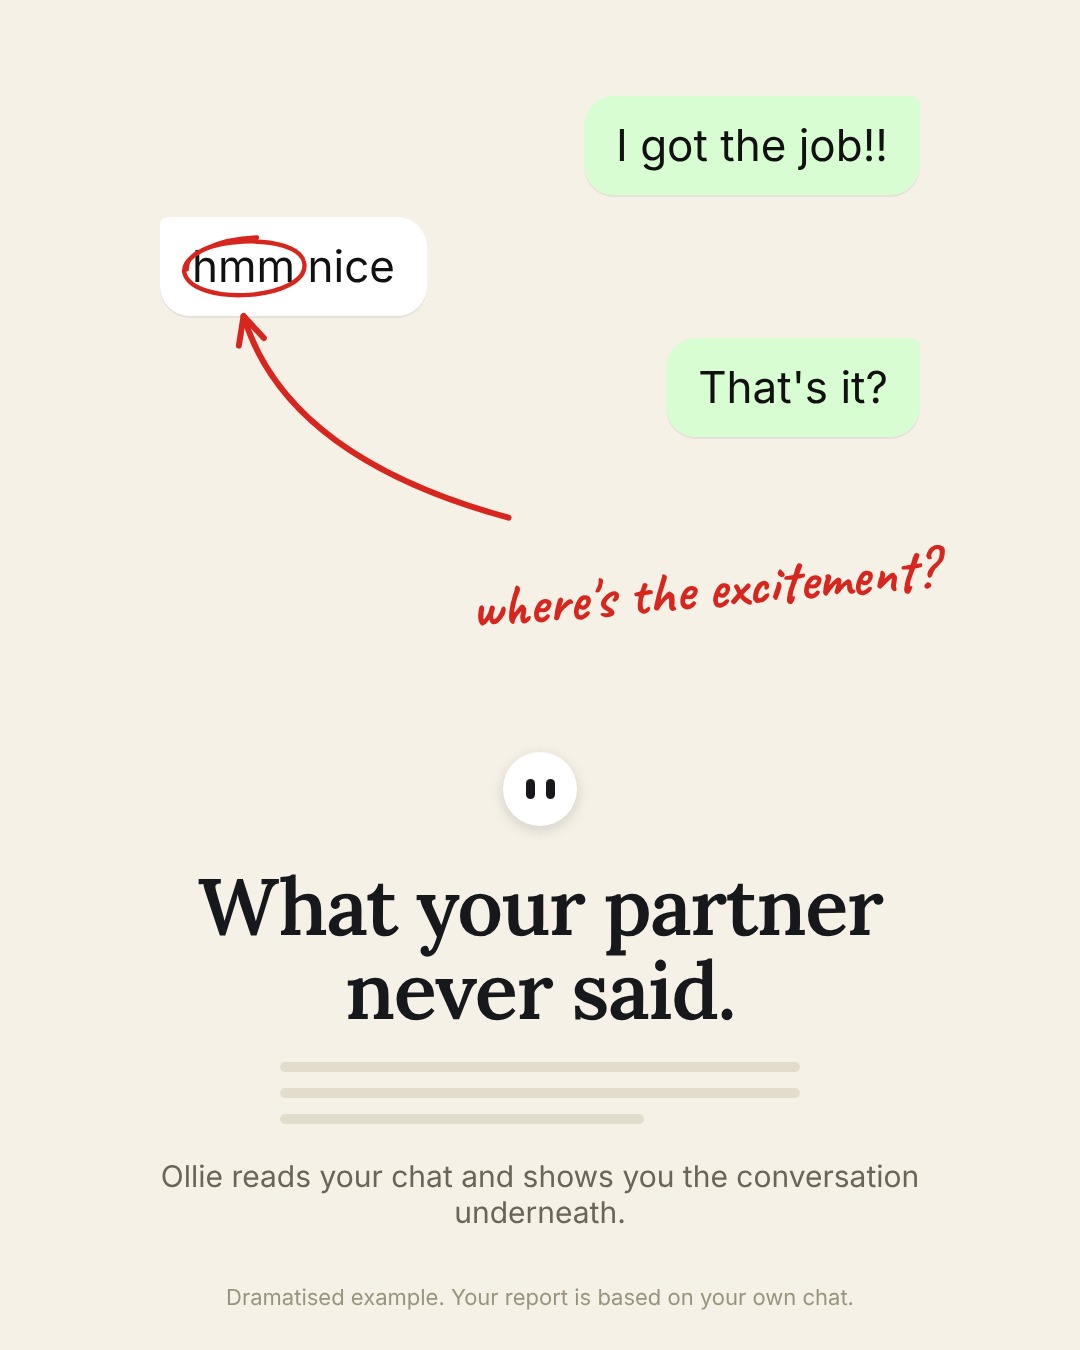 I got the job!!
hmm nice
That's it?
where's the excitement?
What your partner
never said.
Ollie reads your chat and shows you the conversation
underneath.
Dramatised example. Your report is based on your own chat.